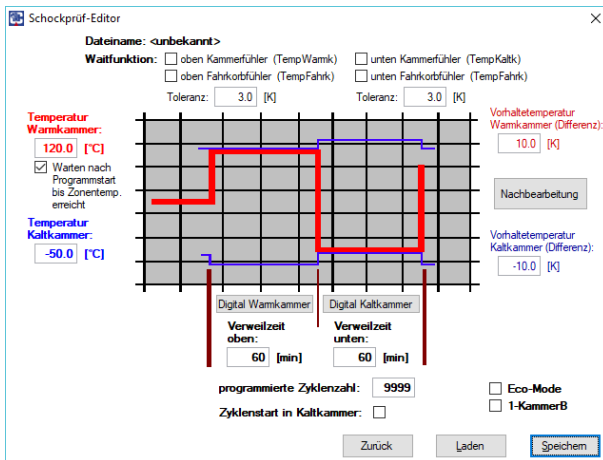 Schockprüf-Editor
Dateiname: <unbekannt>
Waitfunktion: oben Kammerfühler (TempWarmk) unten Kammerfühler (TempKaltk)
oben Fahrkorbfühler (TempFahrk) unten Fahrkorbfühler (TempFahrk)
Toleranz: 3.0 [K] Toleranz: 3.0 [K]
Temperatur
Warmkammer:
120.0 [°C]
Warten nach
Programmstart
bis Zonentemp.
erreicht
Temperatur
Kaltkammer:
-50.0 [°C]
Vorhaltetemperatur
Warmkammer (Differenz):
10.0 [K]
Nachbearbeitung
Vorhaltetemperatur
Kaltkammer (Differenz):
-10.0 [K]
Digital Warmkammer Digital Kaltkammer
Verweilzeit
oben:
60 [min]
Verweilzeit
unten:
60 [min]
programmierte Zyklenzahl: 9999
Zyklenstart in Kaltkammer:
Eco-Mode
1-KammerB
Zurück Laden Speichern